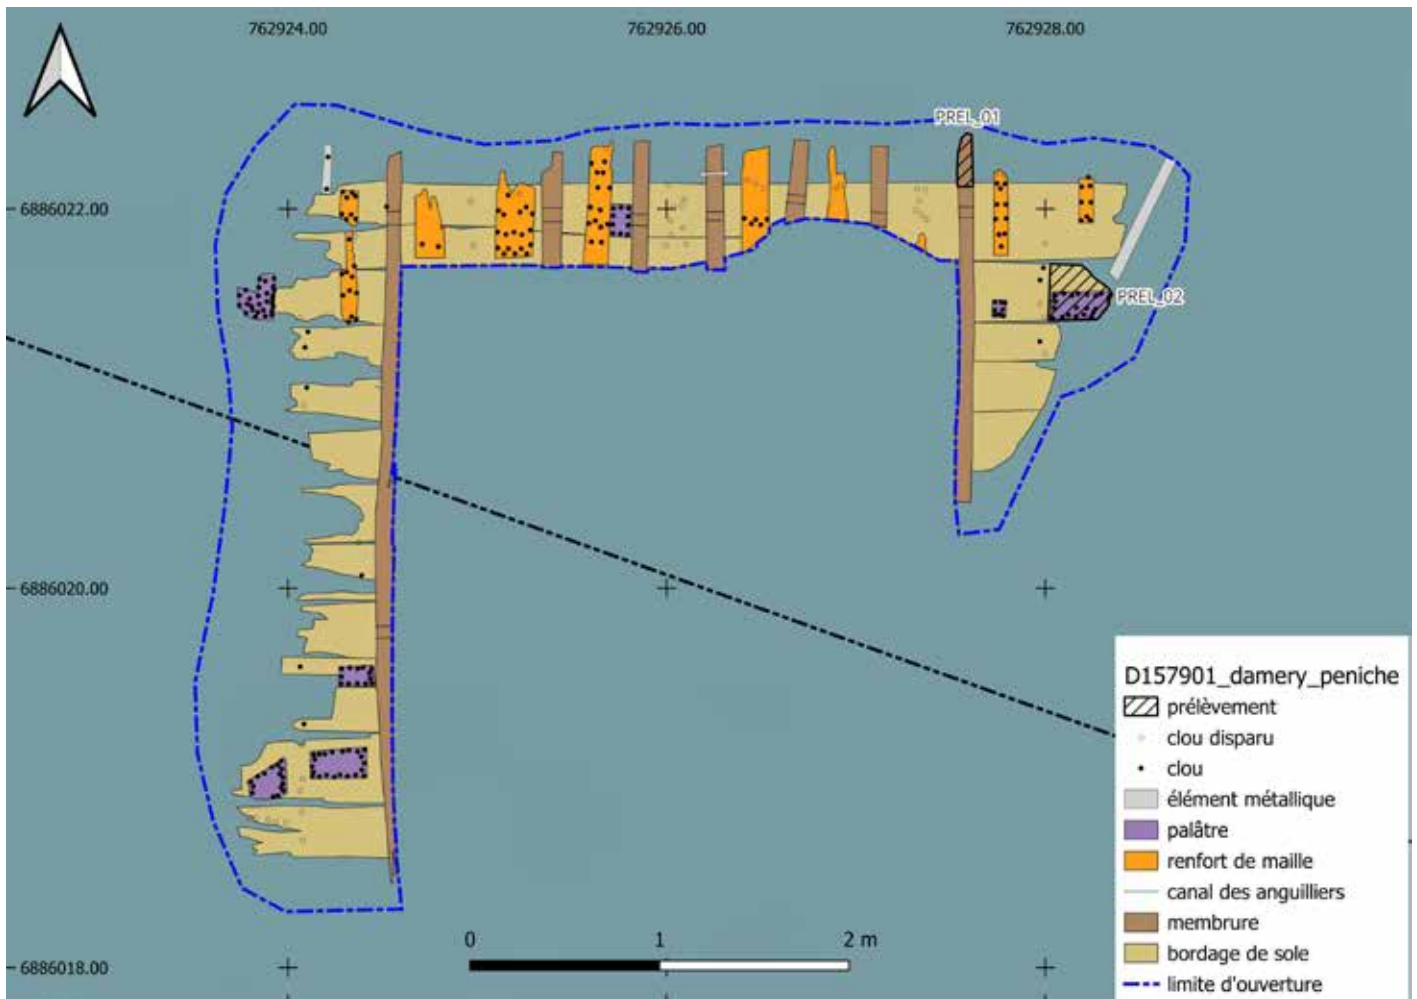 762924.00 762926.00 762928.00
PREL_01
6886022.00
PREL_02
6886020.00
D157901_damery_peniche
prélèvement
clou disparu
clou
élément métallique
palâtre
renfort de maille
canal des anguilliers
membrure
bordage de sole
limite d'ouverture
0 1 2 m
6886018.00